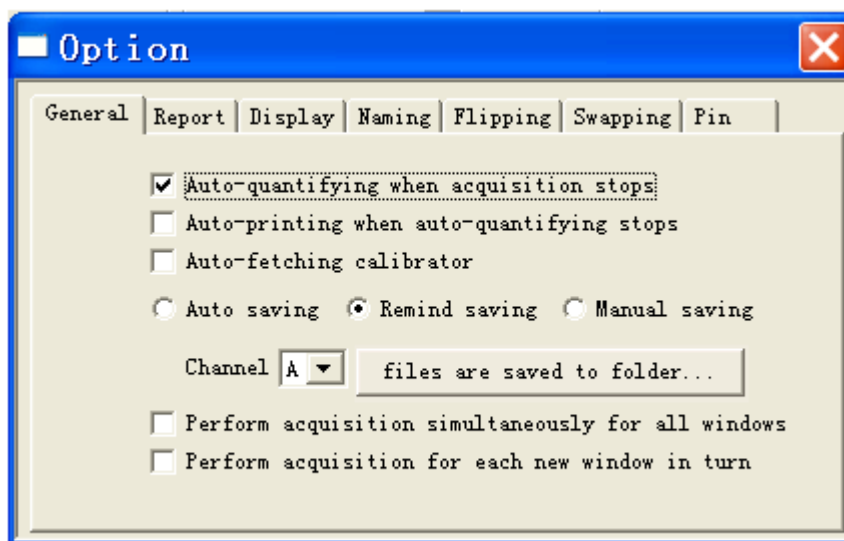 Option
General Report Display Naming Flipping Swapping Pin
Auto-quantifying when acquisition stops
Auto-printing when auto-quantifying stops
Auto-fetching calibrator
Auto saving Remind saving Manual saving
Channel A files are saved to folder...
Perform acquisition simultaneously for all windows
Perform acquisition for each new window in turn